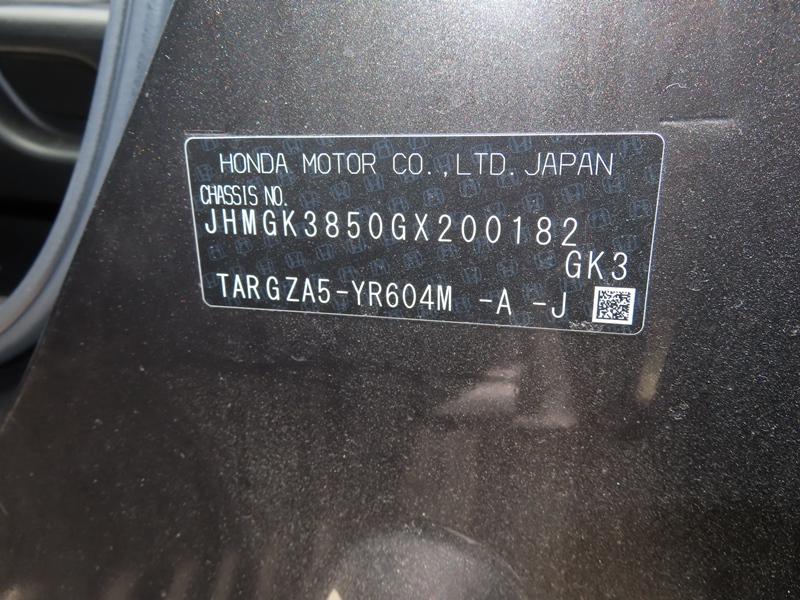 HONDA MOTOR CO.,LTD. JAPAN
CHASSIS NO.
JHMGK3850GX200182
GK3
TARGZA5-YR604M -A -J